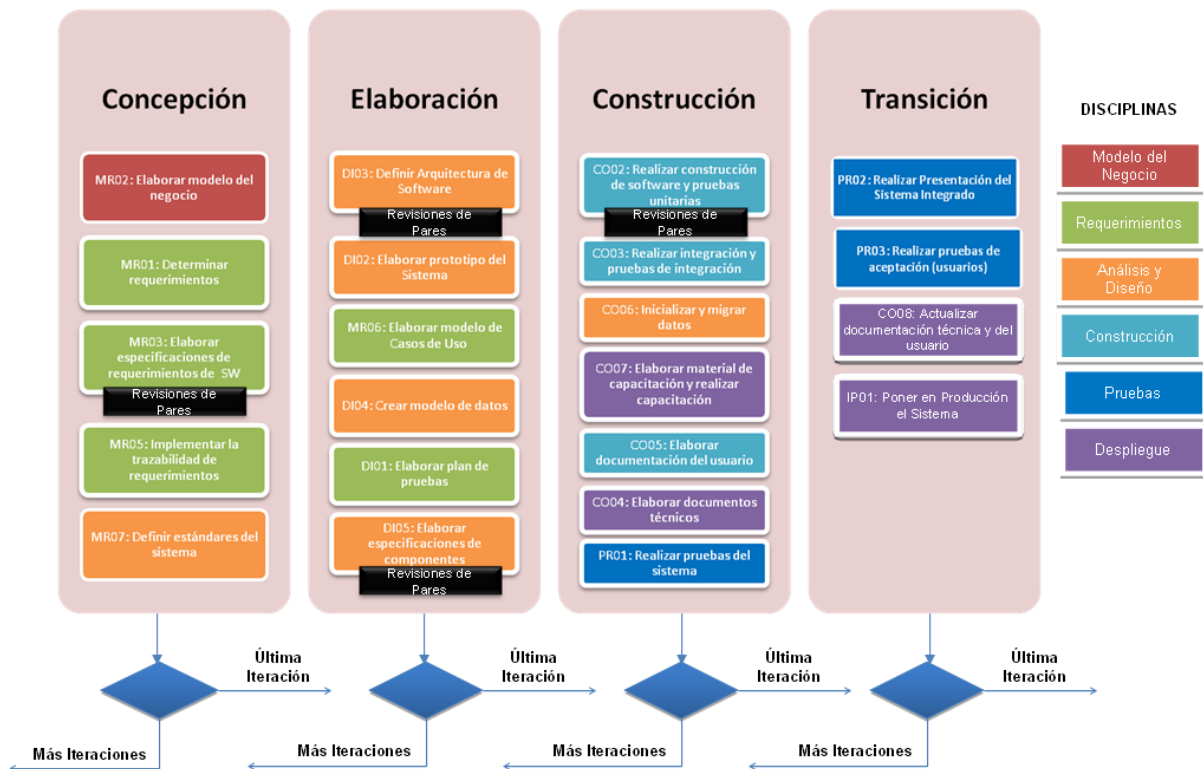 Concepción
MR02: Elaborar modelo del
negocio
MR01: Determinar
requerimientos
MR03: Elaborar
especificaciones de
requerimientos de SW
Revisiones de
Pares
MR05: Implementar la
trazabilidad de
requerimientos
MR07: Definir estándares del
sistema
Elaboración
DI03: Definir Arquitectura de
Software
Revisiones de
Pares
DI02: Elaborar prototipo del
Sistema
MR06: Elaborar modelo de
Casos de Uso
DI04: Crear modelo de datos
DI01: Elaborar plan de
pruebas
DI05: Elaborar
especificaciones de
componentes
Revisiones de
Pares
Construcción
CO02: Realizar construcción
de software y pruebas
unitarias
Revisiones de
Pares
CO03: Realizar integración y
pruebas de integración
CO06: Inicializar y migrar
datos
CO07: Elaborar material de
capacitación y realizar
capacitación
CO05: Elaborar
documentación del usuario
CO04: Elaborar documentos
técnicos
PR01: Realizar pruebas del
sistema
Transición
PR02: Realizar Presentación del
Sistema Integrado
PR03: Realizar pruebas de
aceptación (usuarios)
CO08: Actualizar
documentación técnica y del
usuario
IP01: Poner en Producción
el Sistema
DISCIPLINAS
Modelo del
Negocio
Requerimientos
Análisis y
Diseño
Construcción
Pruebas
Despliegue
Última
Iteración
Última
Iteración
Última
Iteración
Última
Iteración
Más Iteraciones
Más Iteraciones
Más Iteraciones
Más Iteraciones